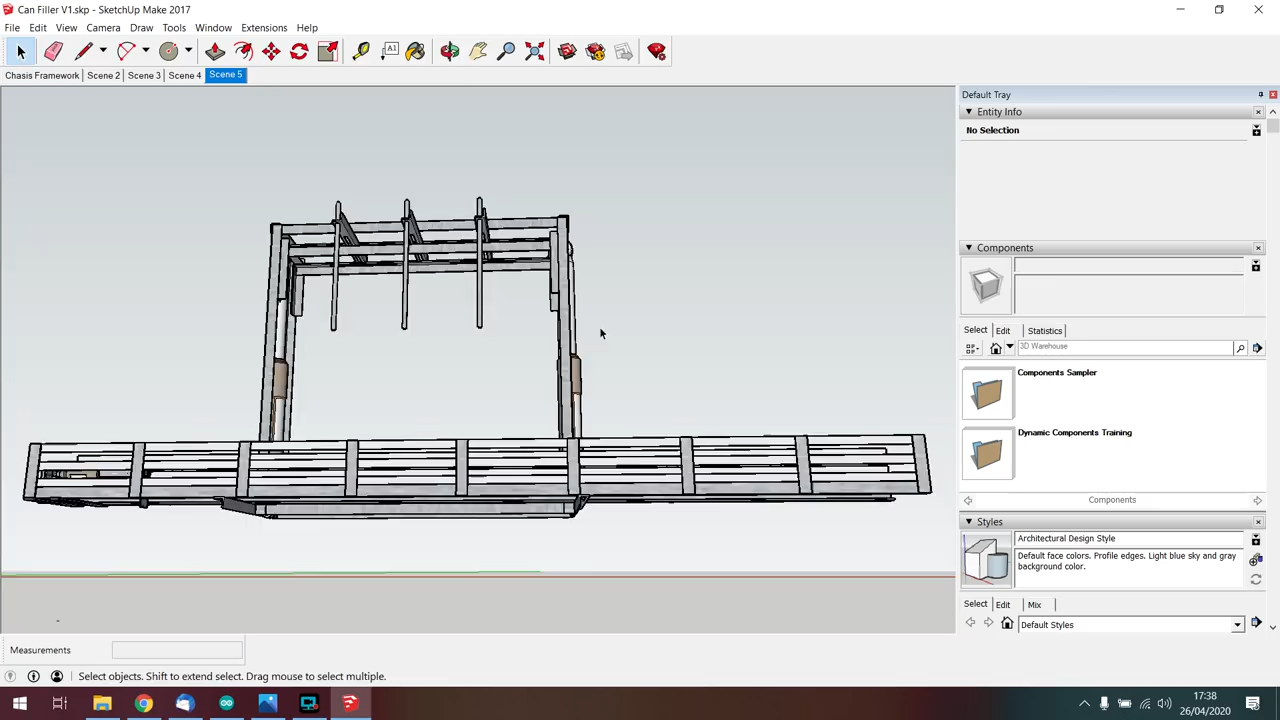 Can Filler V1.skp - SketchUp Make 2017
File Edit View Camera Draw Tools Window Extensions Help
A1
Chasis Framework Scene 2 Scene 3 Scene 4 Scene 5
Default Tray
Entity Info
No Selection
Components
Select Edit Statistics
3D Warehouse
Components Sampler
Dynamic Components Training
Components
Styles
Architectural Design Style
Default face colors. Profile edges. Light blue sky and gray
background color.
Select Edit Mix
Default Styles
Measurements
Select objects. Shift to extend select. Drag mouse to select multiple.
17:38
26/04/2020